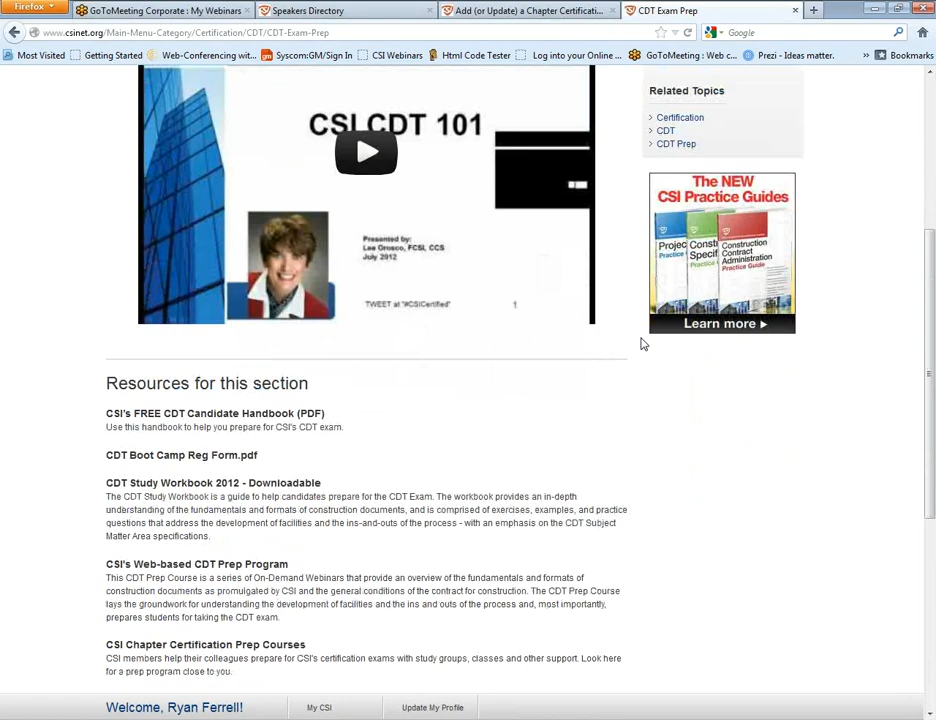 Firefox
GoToMeeting Corporate : My Webinars
Speakers Directory
Add (or Update) a Chapter Certificati...
CDT Exam Prep
www.csinet.org/Main-Menu-Category/Certification/CDT/CDT-Exam-Prep
Google
Most Visited
Getting Started
Web-Conferencing wit...
Syscom:GM/Sign In
CSI Webinars
Html Code Tester
Log into your Online ...
GoToMeeting : Web c...
Prezi - Ideas matter.
»
Bookmarks
CSI CDT 101
Presented by:
Lee Orosco, FCSI, CCS
July 2012
TWEET at "#CSICertified"
1
Related Topics
Certification
CDT
CDT Prep
The NEW
CSI Practice Guides
Projec
Practice
Const
Specif
Practice G
Construction
Contract
Administration
Practice Guide
Learn more
Resources for this section
CSI's FREE CDT Candidate Handbook (PDF)
Use this handbook to help you prepare for CSI's CDT exam.
CDT Boot Camp Reg Form.pdf
CDT Study Workbook 2012 - Downloadable
The CDT Study Workbook is a guide to help candidates prepare for the CDT Exam. The workbook provides an in-depth
understanding of the fundamentals and formats of construction documents, and is comprised of exercises, examples, and practice
questions that address the development of facilities and the ins-and-outs of the process - with an emphasis on the CDT Subject
Matter Area specifications.
CSI's Web-based CDT Prep Program
This CDT Prep Course is a series of On-Demand Webinars that provide an overview of the fundamentals and formats of
construction documents as promulgated by CSI and the general conditions of the contract for construction. The CDT Prep Course
lays the groundwork for understanding the development of facilities and the ins and outs of the process and, most importantly,
prepares students for taking the CDT exam.
CSI Chapter Certification Prep Courses
CSI members help their colleagues prepare for CSI's certification exams with study groups, classes and other support. Look here
for a prep program close to you.
Welcome, Ryan Ferrell!
My CSI
Update My Profile